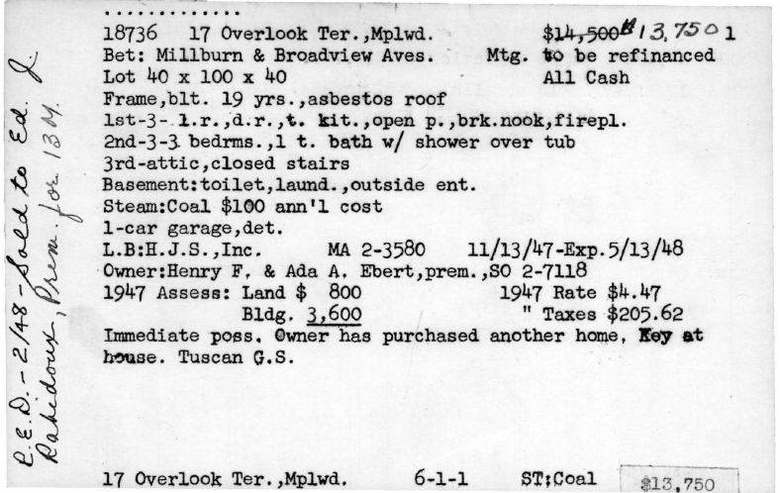 18736 17 Overlook Ter.,Mplwd. $14,500 $13,750 1
Bet: Millburn & Broadview Aves. Mtg. to be refinanced
Lot 40 x 100 x 40 All Cash
Frame,blt. 19 yrs.,asbestos roof
1st-3- l.r.,d.r.,t. kit.,open p.,brk.nook,firepl.
2nd-3-3 bedrms.,1 t. bath w/ shower over tub
3rd-attic,closed stairs
Basement:toilet,laund.,outside ent.
Steam:Coal $100 ann'l cost
1-car garage,det.
L.B:H.J.S.,Inc. MA 2-3580 11/13/47-Exp.5/13/48
Owner:Henry F. & Ada A. Ebert,prem.,SO 2-7118
1947 Assess: Land $ 800 1947 Rate $4.47
Bldg. 3,600 " Taxes $205.62
Immediate poss. Owner has purchased another home. Key at
house. Tuscan G.S.
17 Overlook Ter.,Mplwd. 6-1-1 ST:Coal $13,750
R.E.D. - 2/48 - Sold to Ed. J.
Rabidoux, Prem. for 13 M.